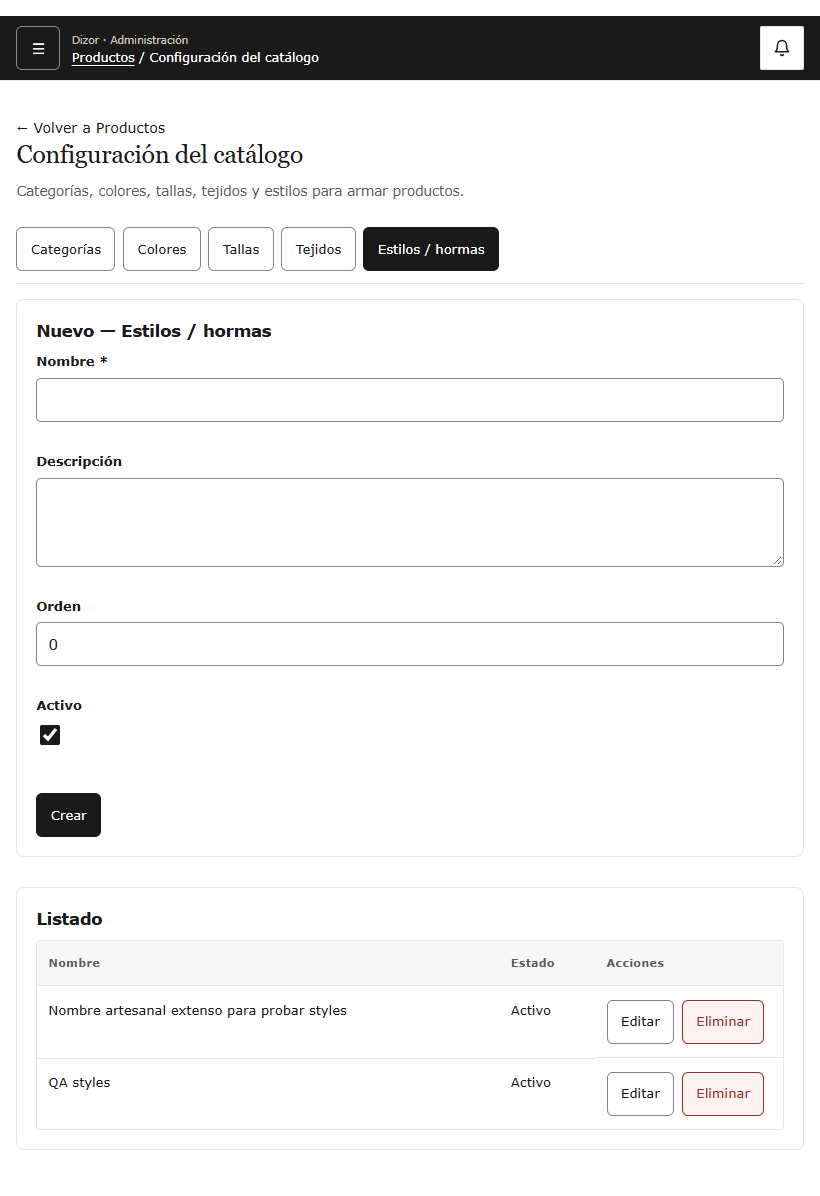 ☰
Dizor · Administración
Productos / Configuración del catálogo
← Volver a Productos
Configuración del catálogo
Categorías, colores, tallas, tejidos y estilos para armar productos.
Categorías Colores Tallas Tejidos Estilos / hormas
Nuevo — Estilos / hormas
Nombre *
Descripción
Orden
0
Activo
Crear
Listado
Nombre Estado Acciones
Nombre artesanal extenso para probar styles Activo Editar Eliminar
QA styles Activo Editar Eliminar